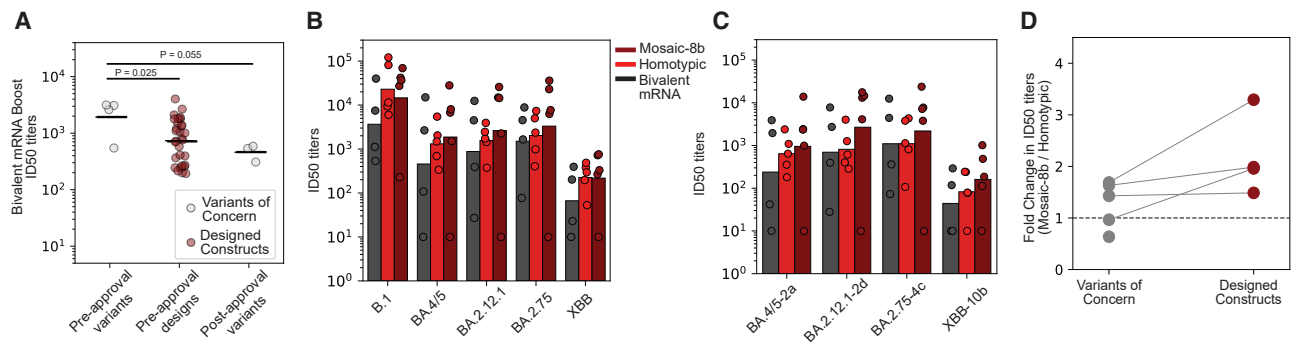 A
Bivalent mRNA Boost
ID50 titers
10^4
10^3
10^2
10^1
P = 0.055
P = 0.025
Variants of
Concern
Designed
Constructs
Pre-approval
variants
Pre-approval
designs
Post-approval
variants
B
ID50 titers
10^5
10^4
10^3
10^2
10^1
10^0
B.1
BA.4/5
BA.2.12.1
BA.2.75
XBB
Mosaic-8b
Homotypic
Bivalent
mRNA
C
ID50 titers
10^5
10^4
10^3
10^2
10^1
10^0
BA.4/5-2a
BA.2.12.1-2d
BA.2.75-4c
XBB-10b
D
Fold Change in ID50 titers
(Mosaic-8b / Homotypic)
4
3
2
1
0
Variants of
Concern
Designed
Constructs